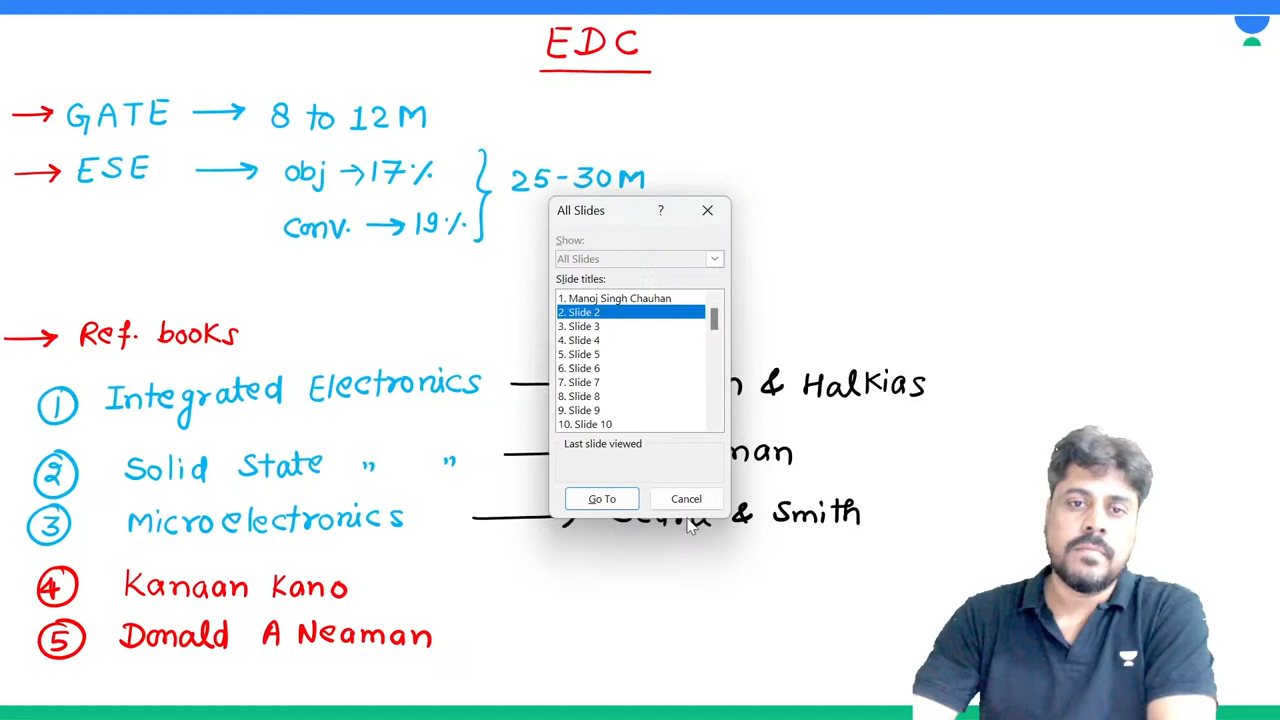 EDC
→ GATE → 8 to 12 M
→ ESE → obj → 17% } 25-30 M
conv. → 19%
→ Ref. books
① Integrated Electronics — & Halkias
② Solid State " " — man
③ Microelectronics → & Smith
④ Kanaan Kano
⑤ Donald A Neaman
All Slides ?
Show:
All Slides
Slide titles:
1. Manoj Singh Chauhan
2. Slide 2
3. Slide 3
4. Slide 4
5. Slide 5
6. Slide 6
7. Slide 7
8. Slide 8
9. Slide 9
10. Slide 10
Last slide viewed
Go To Cancel